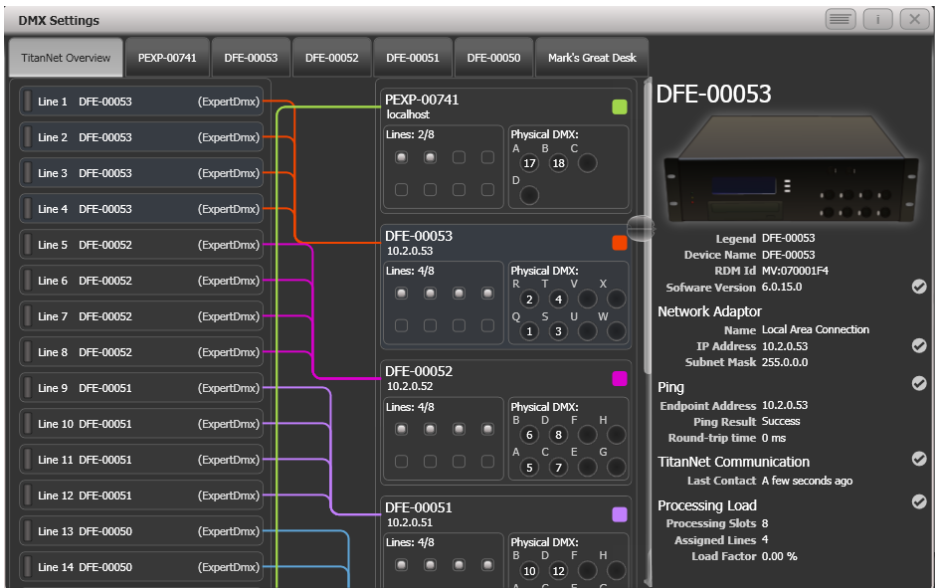 DMX Settings
i
X
TitanNet Overview
PEXP-00741
DFE-00053
DFE-00052
DFE-00051
DFE-00050
Mark's Great Desk
Line 1 DFE-00053 (ExpertDmx)
Line 2 DFE-00053 (ExpertDmx)
Line 3 DFE-00053 (ExpertDmx)
Line 4 DFE-00053 (ExpertDmx)
Line 5 DFE-00052 (ExpertDmx)
Line 6 DFE-00052 (ExpertDmx)
Line 7 DFE-00052 (ExpertDmx)
Line 8 DFE-00052 (ExpertDmx)
Line 9 DFE-00051 (ExpertDmx)
Line 10 DFE-00051 (ExpertDmx)
Line 11 DFE-00051 (ExpertDmx)
Line 12 DFE-00051 (ExpertDmx)
Line 13 DFE-00050 (ExpertDmx)
Line 14 DFE-00050 (ExpertDmx)
PEXP-00741
localhost
Lines: 2/8
Physical DMX:
A B C
17 18
D
DFE-00053
10.2.0.53
Lines: 4/8
Physical DMX:
R T V X
2 4
Q S U W
1 3
DFE-00052
10.2.0.52
Lines: 4/8
Physical DMX:
B D F H
6 8
A C E G
5 7
DFE-00051
10.2.0.51
Lines: 4/8
Physical DMX:
B D F H
10 12
A C E G
DFE-00053
Legend DFE-00053
Device Name DFE-00053
RDM Id MV:070001F4
Sofware Version 6.0.15.0
Network Adaptor
Name Local Area Connection
IP Address 10.2.0.53
Subnet Mask 255.0.0.0
Ping
Endpoint Address 10.2.0.53
Ping Result Success
Round-trip time 0 ms
TitanNet Communication
Last Contact A few seconds ago
Processing Load
Processing Slots 8
Assigned Lines 4
Load Factor 0.00 %